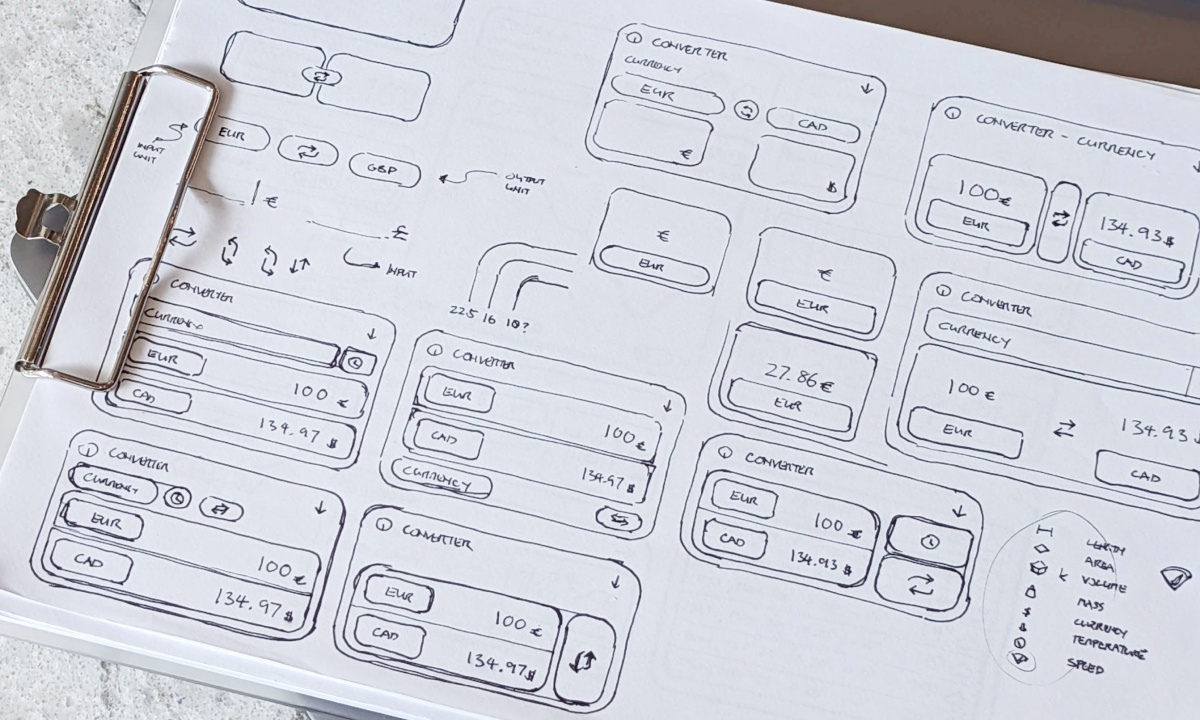 INPUT
UNIT
EUR
GBP
OUTPUT
UNIT
€
£
INPUT
22.5 16 10?
CONVERTER
CURRENCY
EUR
CAD
€
$
CONVERTER - CURRENCY
100 €
EUR
134.93 $
CAD
€
EUR
€
EUR
27.86 €
EUR
CONVERTER
CURRENCY
100 €
EUR
134.93 $
CAD
CONVERTER
CURRENCY
EUR
100 €
CAD
134.97 $
CONVERTER
EUR
100 €
CAD
134.97 $
CURRENCY
CONVERTER
CURRENCY
EUR
100 €
CAD
134.97 $
CONVERTER
EUR
100 €
CAD
134.97 $
CONVERTER
EUR
100 €
CAD
134.93 $
LENGTH
AREA
VOLUME
MASS
$ CURRENCY
TEMPERATURE
SPEED